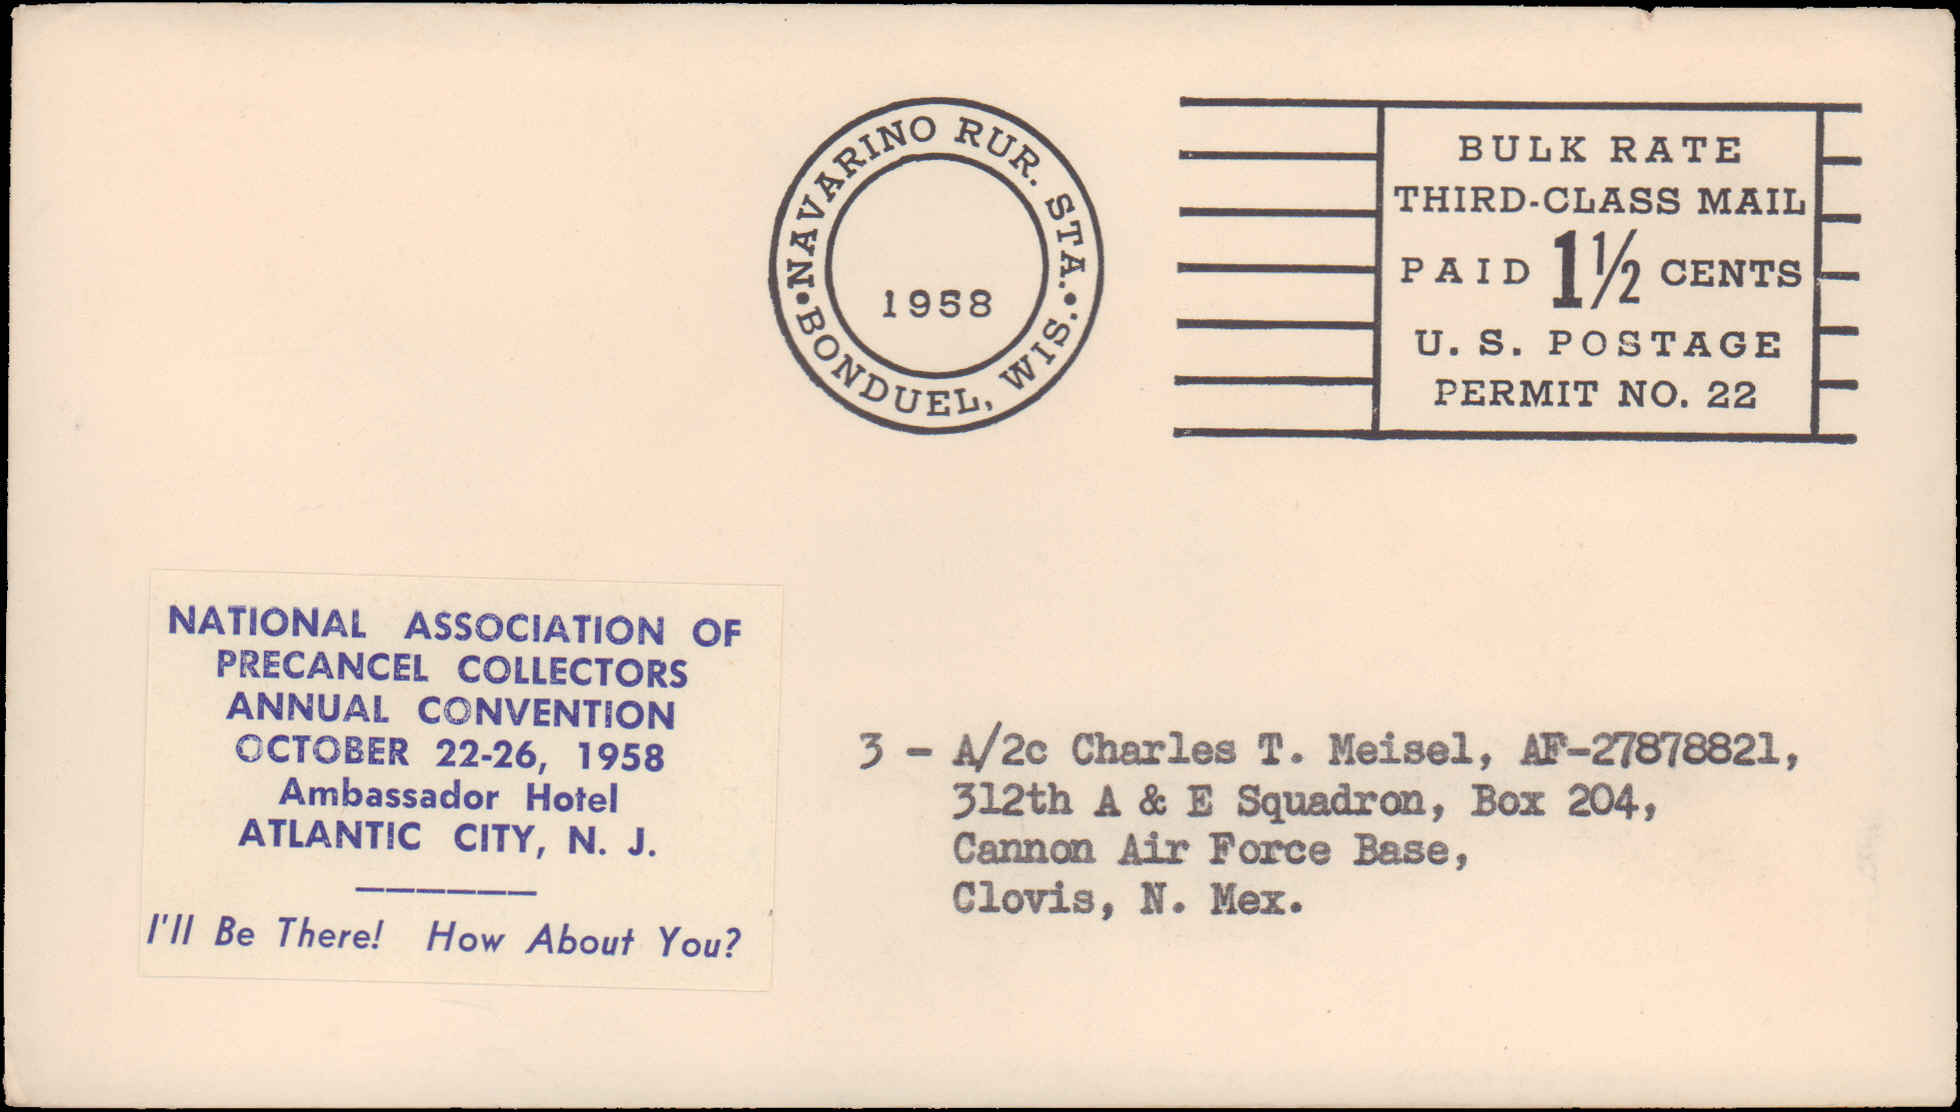 NAVARINO RUR. STA.
1958
BONDUEL, WIS.
BULK RATE
THIRD-CLASS MAIL
PAID 1½ CENTS
U. S. POSTAGE
PERMIT NO. 22
NATIONAL ASSOCIATION OF
PRECANCEL COLLECTORS
ANNUAL CONVENTION
OCTOBER 22-26, 1958
Ambassador Hotel
ATLANTIC CITY, N. J.
I'll Be There! How About You?
3 - A/2c Charles T. Meisel, AF-27878821,
312th A & E Squadron, Box 204,
Cannon Air Force Base,
Clovis, N. Mex.